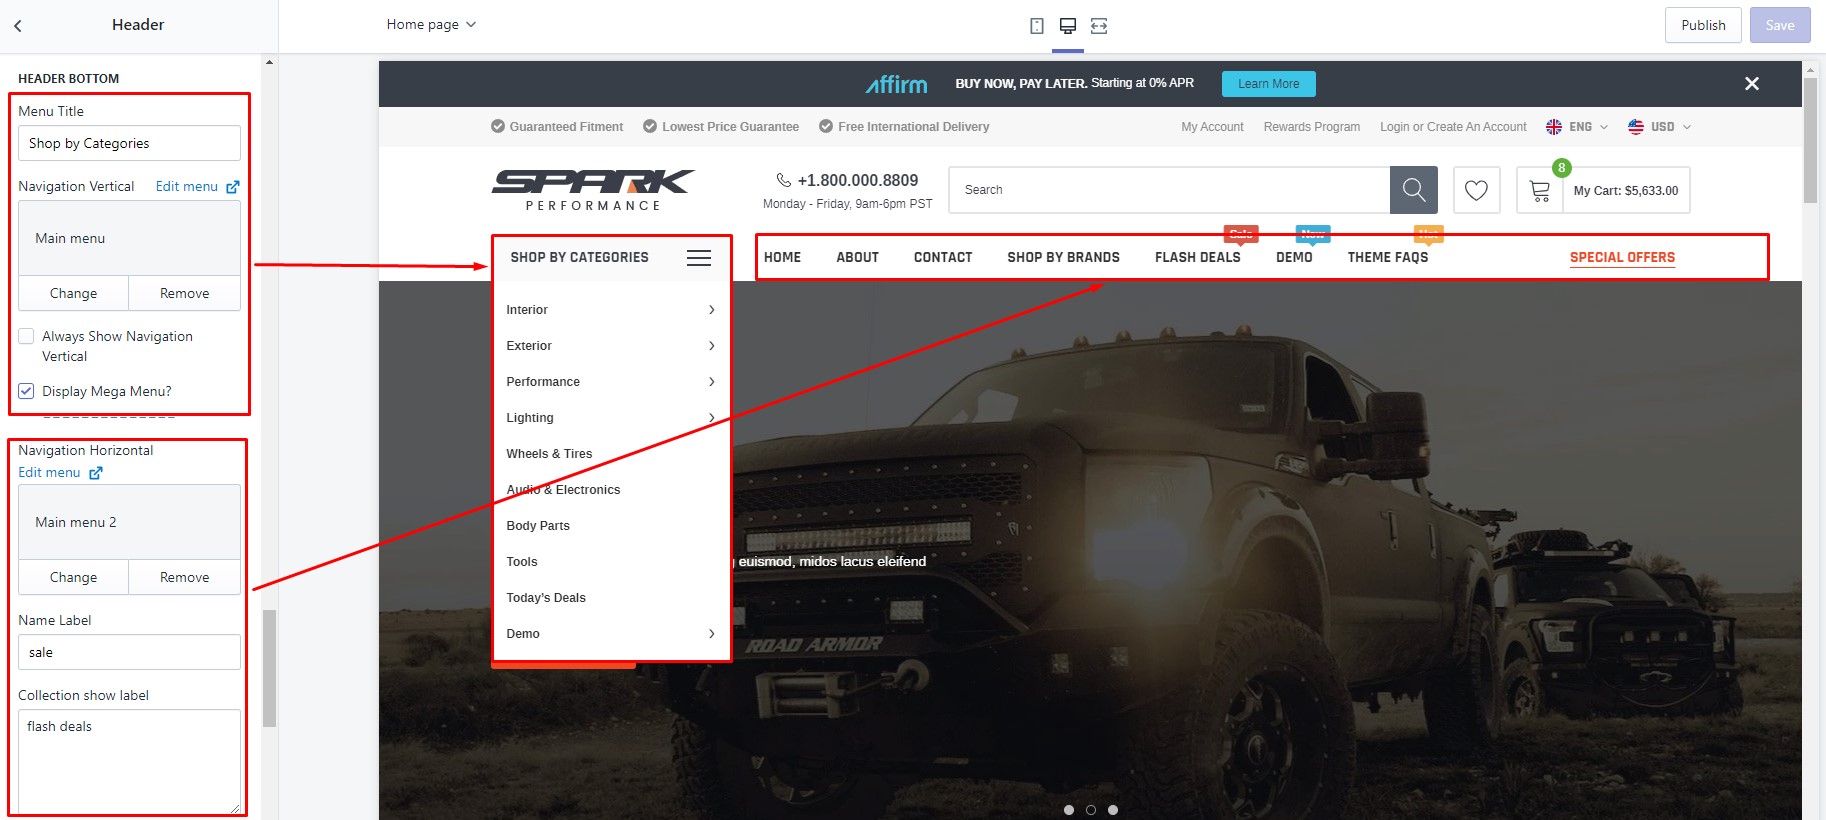 Header
Home page
Publish
Save
HEADER BOTTOM
Menu Title
Shop by Categories
Navigation Vertical Edit menu
Main menu
Change Remove
Always Show Navigation
Vertical
Display Mega Menu?
Navigation Horizontal
Edit menu
Main menu 2
Change Remove
Name Label
sale
Collection show label
flash deals
affirm BUY NOW, PAY LATER. Starting at 0% APR Learn More
Guaranteed Fitment Lowest Price Guarantee Free International Delivery My Account Rewards Program Login or Create An Account ENG USD
SPARK
PERFORMANCE
+1.800.000.8809
Monday - Friday, 9am-6pm PST
Search
8
My Cart: $5,633.00
Sale New Hot
SHOP BY CATEGORIES
HOME ABOUT CONTACT SHOP BY BRANDS FLASH DEALS DEMO THEME FAQS SPECIAL OFFERS
Interior
Exterior
Performance
Lighting
Wheels & Tires
Audio & Electronics
Body Parts
Tools
Today's Deals
Demo
euismod, midos lacus eleifend
ROAD ARMOR